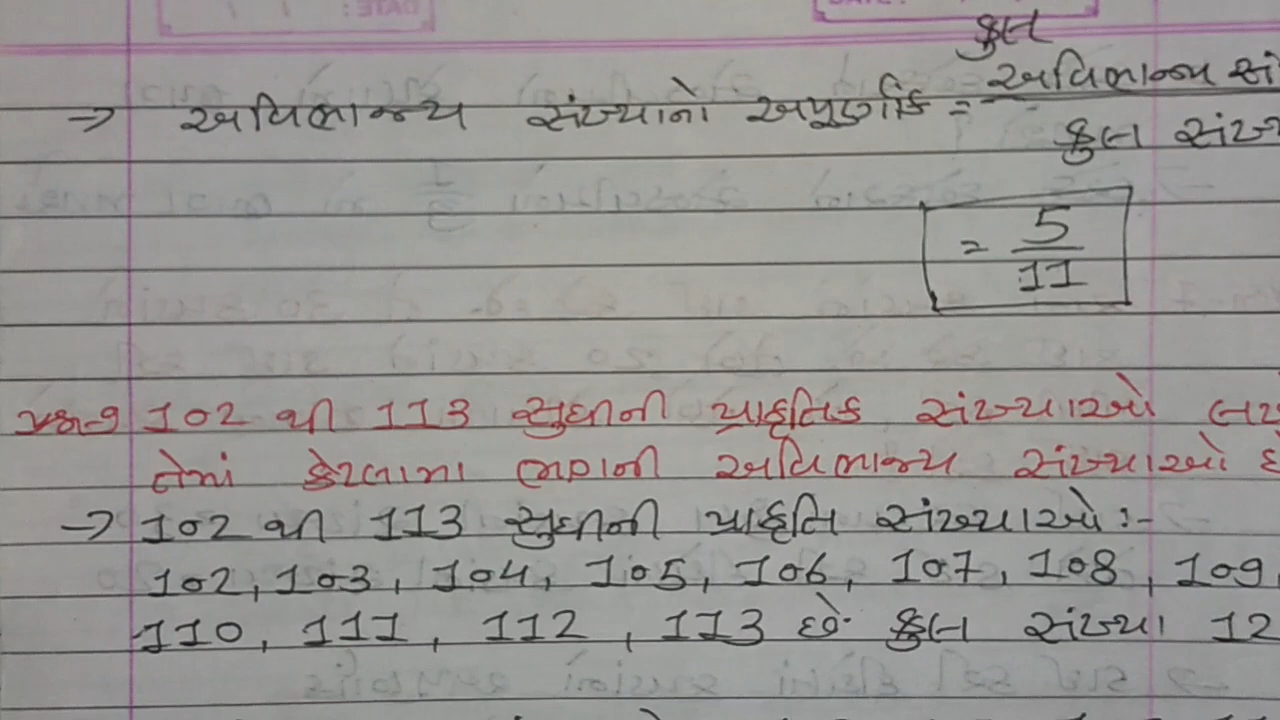 DATE:
કુલ
→ અવિભાજ્ય સંખ્યાનો અપૂર્ણાંક = અવિભાજ્ય
કુલ
= 5/11
પ્રશ્ન-9 102 થી 113 સુધીની પ્રાકૃતિક સંખ્યાઓ
તેમાં કેટલામા ભાગની અવિભાજ્ય સંખ્યાઓ
→ 102 થી 113 સુધીની પ્રાકૃતિ સંખ્યાઓ :-
102, 103, 104, 105, 106, 107, 108, 109,
110, 111, 112, 113 છે. કુલ સંખ્યા 12